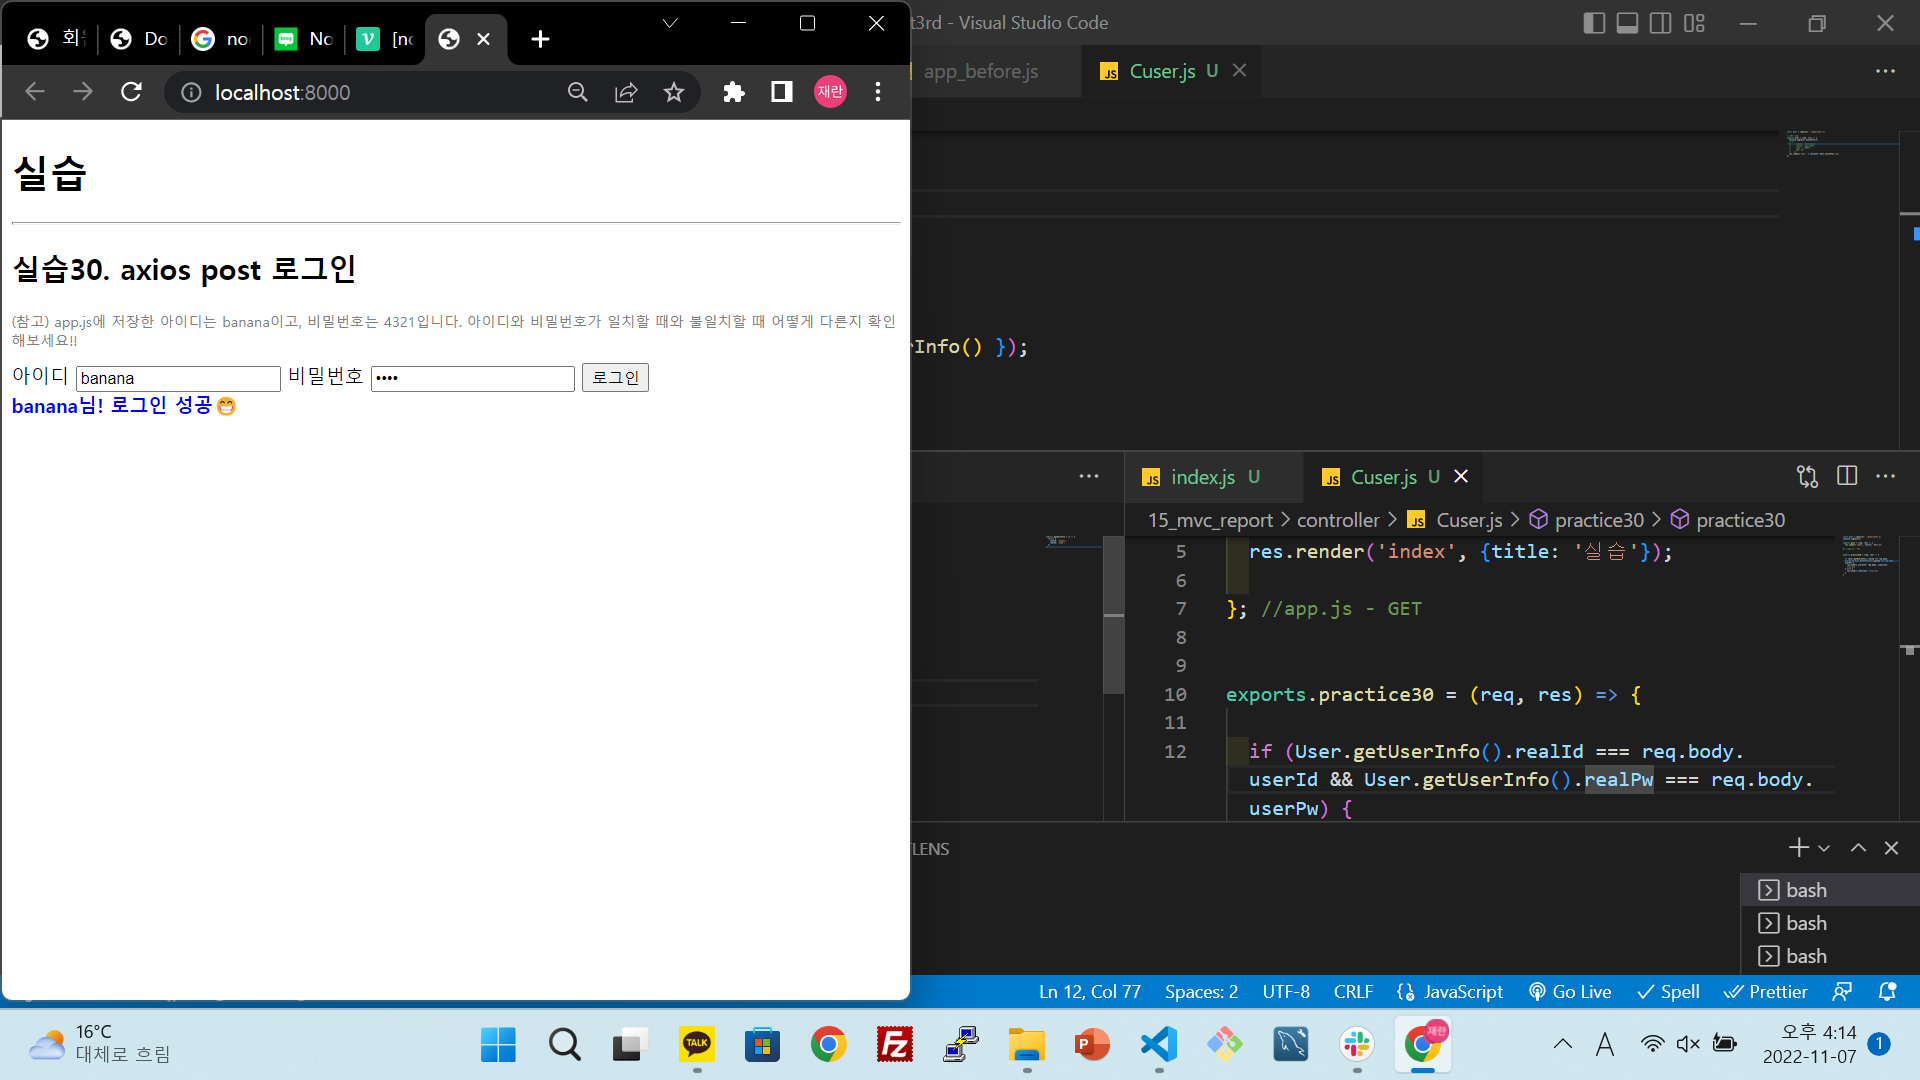 회
Do
no
No
[no
localhost:8000
재란
실습
실습30. axios post 로그인
(참고) app.js에 저장한 아이디는 banana이고, 비밀번호는 4321입니다. 아이디와 비밀번호가 일치할 때와 불일치할 때 어떻게 다른지 확인
해보세요!!
아이디 banana 비밀번호 •••• 로그인
banana님! 로그인 성공😁
t3rd - Visual Studio Code
app_before.js
Cuser.js U
rInfo() });
index.js U
Cuser.js U
15_mvc_report > controller > Cuser.js > practice30 > practice30
5 res.render('index', {title: '실습'});
6
7 }; //app.js - GET
8
9
10 exports.practice30 = (req, res) => {
11
12 if (User.getUserInfo().realId === req.body.
userId && User.getUserInfo().realPw === req.body.
userPw) {
LENS
bash
bash
bash
Ln 12, Col 77 Spaces: 2 UTF-8 CRLF JavaScript Go Live Spell Prettier
16°C
대체로 흐림
TALK
Fz
P
재란
A
오후 4:14
2022-11-07
1